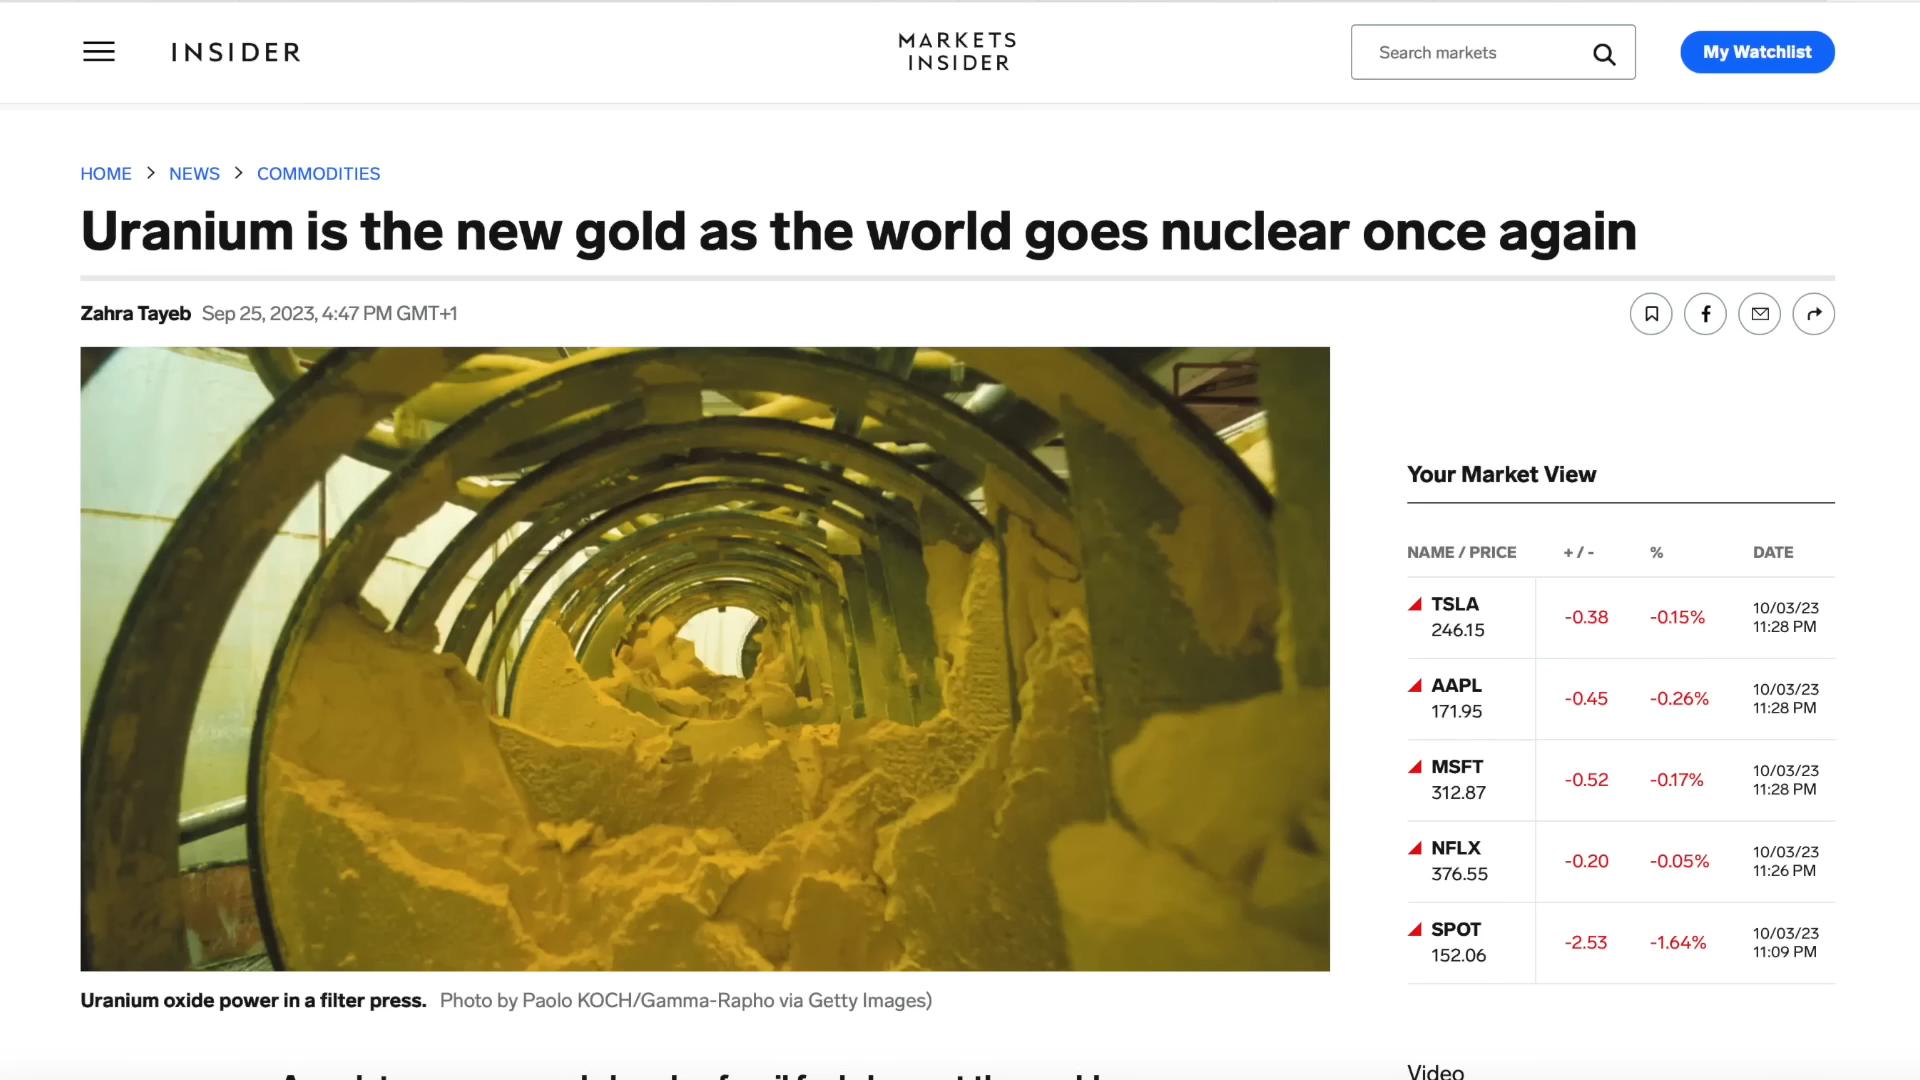 INSIDER
MARKETS
INSIDER
Search markets
My Watchlist
HOME > NEWS > COMMODITIES
Uranium is the new gold as the world goes nuclear once again
Zahra Tayeb Sep 25, 2023, 4:47 PM GMT+1
Uranium oxide power in a filter press. Photo by Paolo KOCH/Gamma-Rapho via Getty Images)
Your Market View
NAME / PRICE + / - % DATE
TSLA
246.15
-0.38 -0.15%
10/03/23
11:28 PM
AAPL
171.95
-0.45 -0.26%
10/03/23
11:28 PM
MSFT
312.87
-0.52 -0.17%
10/03/23
11:28 PM
NFLX
376.55
-0.20 -0.05%
10/03/23
11:26 PM
SPOT
152.06
-2.53 -1.64%
10/03/23
11:09 PM
Video